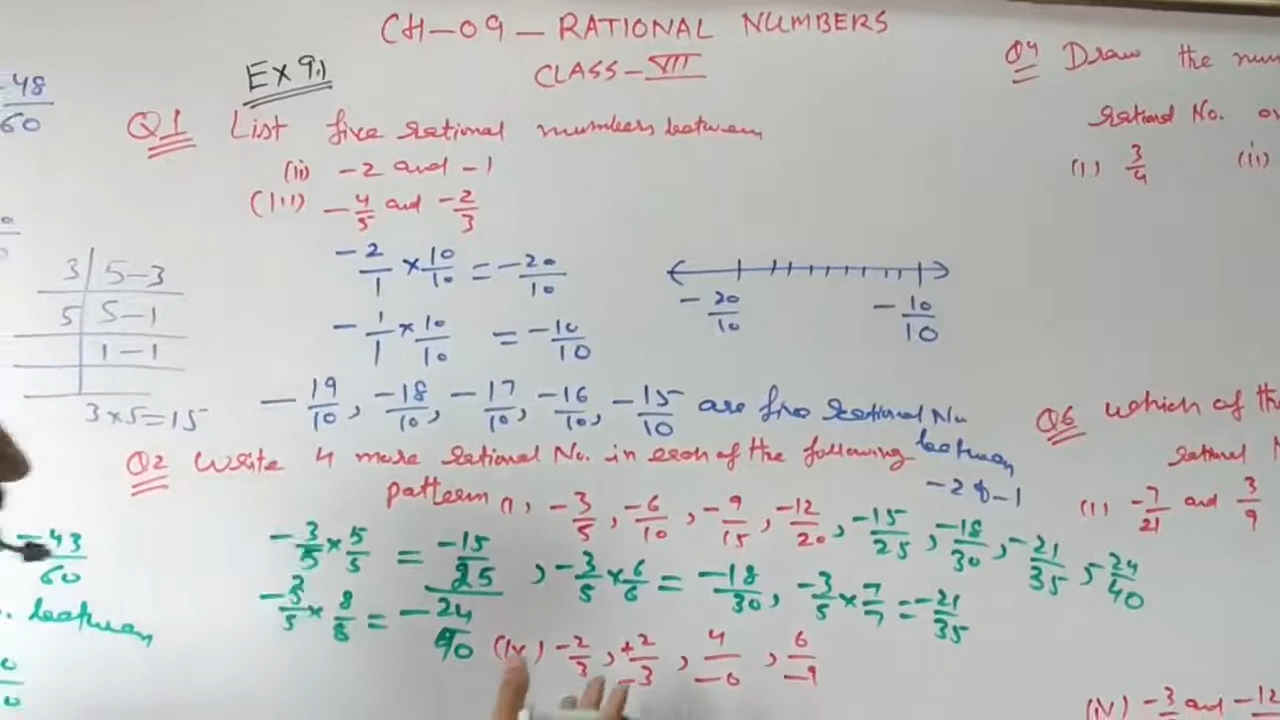 CH-09 - RATIONAL NUMBERS
CLASS-VII
Ex 9.1
Q1 List five rational numbers between
(ii) -2 and -1
(iii) -4/5 and -2/3
-2/1 × 10/10 = -20/10
-1/1 × 10/10 = -10/10
-20/10 -10/10
-19/10, -18/10, -17/10, -16/10, -15/10 are five rational No.
between
-2 & -1
Q2 Write 4 more rational No. in each of the following
pattern (i) -3/5, -6/10, -9/15, -12/20, -15/25, -18/30, -21/35, -24/40
-3/5 × 5/5 = -15/25, -3/5 × 6/6 = -18/30, -3/5 × 7/7 = -21/35
-3/5 × 8/8 = -24/40
(iv) -2/3, +2/-3, 4/-6, 6/-9
-48/60
3 | 5-3
5 | 5-1
1-1
3×5=15
-43/60
between
Q4 Draw the num
rational No. o
(i) 3/4 (ii)
Q6 which of th
rational
(i) -7/21 and 3/9
(iv) -3 and -12